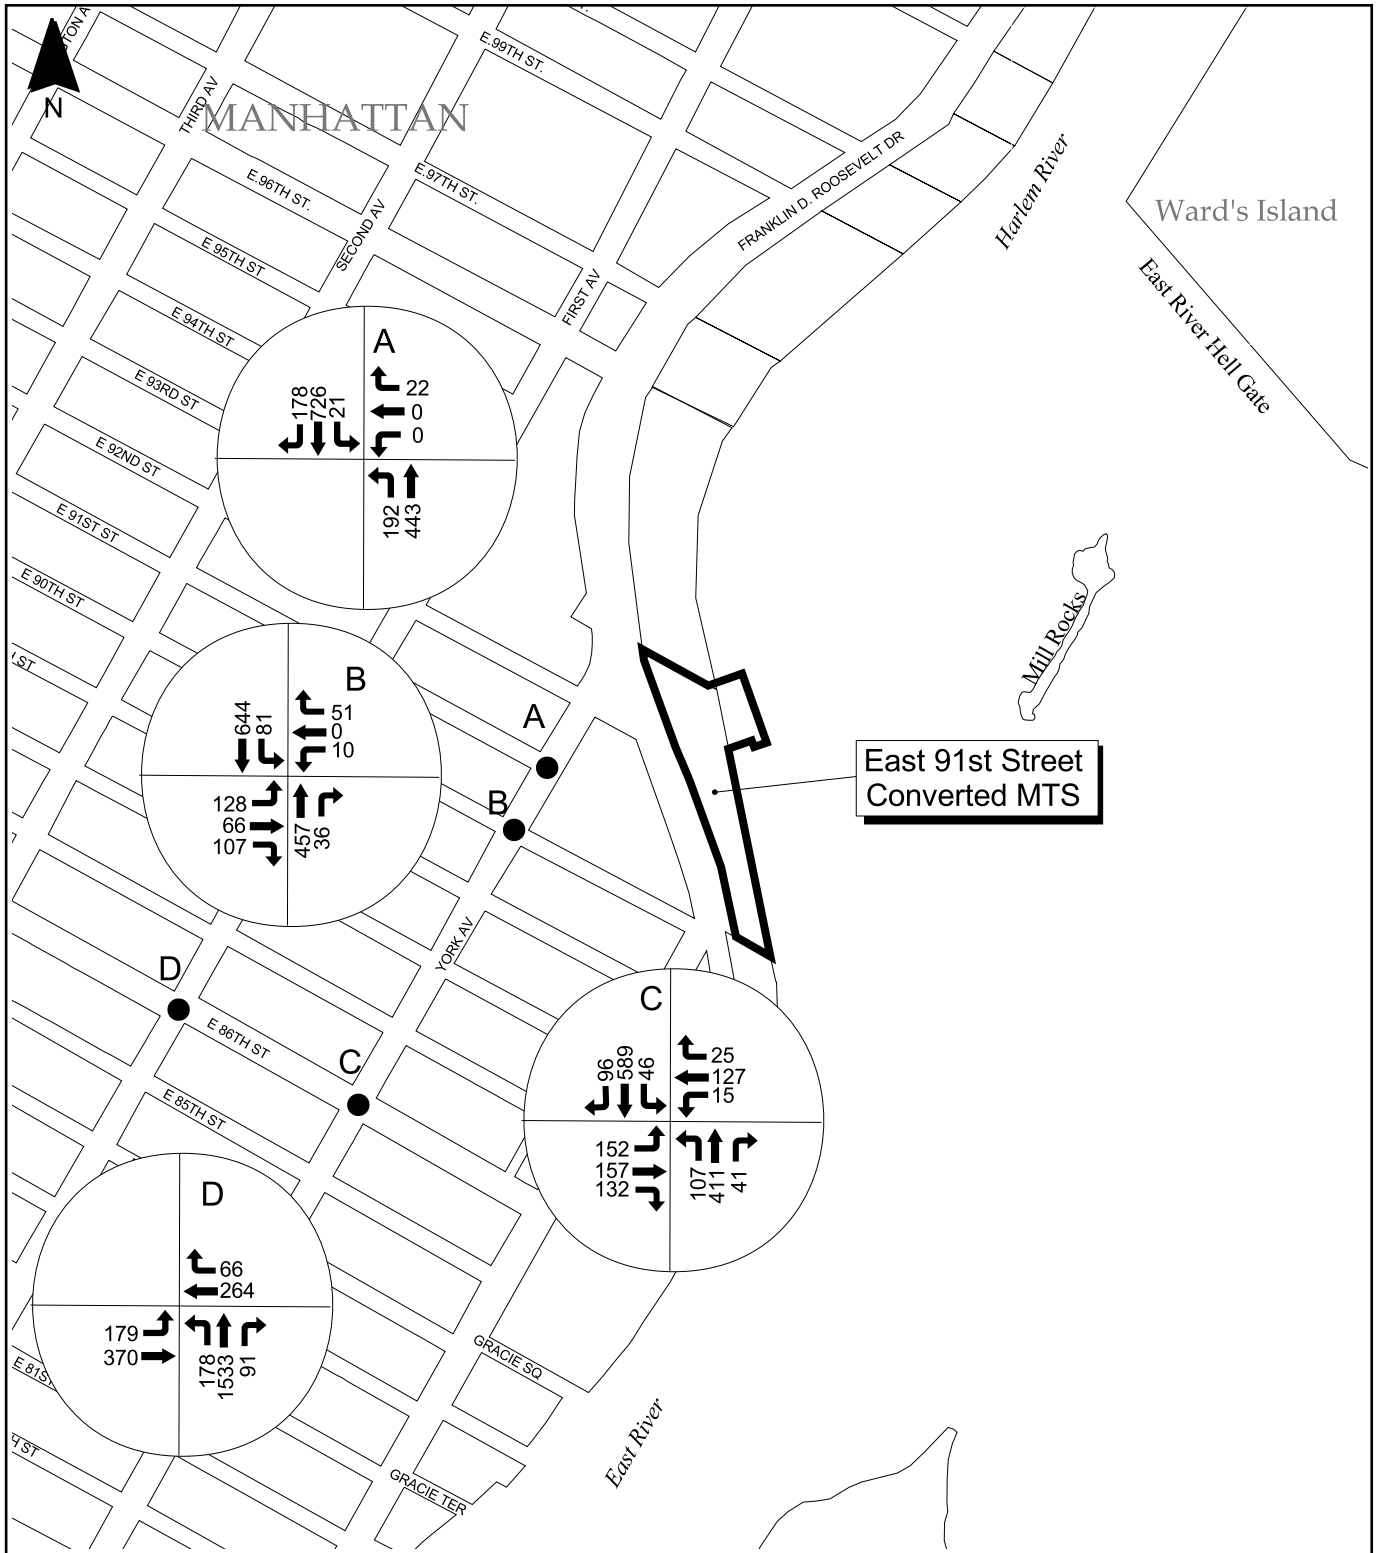 N
MANHATTAN
THIRD AV
E.99TH ST.
E.97TH ST.
E.96TH ST.
SECOND AV
E 95TH ST
E 94TH ST
E 93RD ST
E 92ND ST
E 91ST ST
E 90TH ST
FIRST AV
FRANKLIN D. ROOSEVELT DR
Harlem River
Ward's Island
East River Hell Gate
Mill Rocks
A
178
726
21
22
0
0
192
443
B
644
81
51
0
10
128
66
107
457
36
A
B
East 91st Street
Converted MTS
YORK AV
D
E 86TH ST
C
E 85TH ST
C
96
589
46
25
127
15
152
157
132
107
411
41
D
66
264
179
370
178
1533
91
GRACIE SQ
GRACIE TER
East River